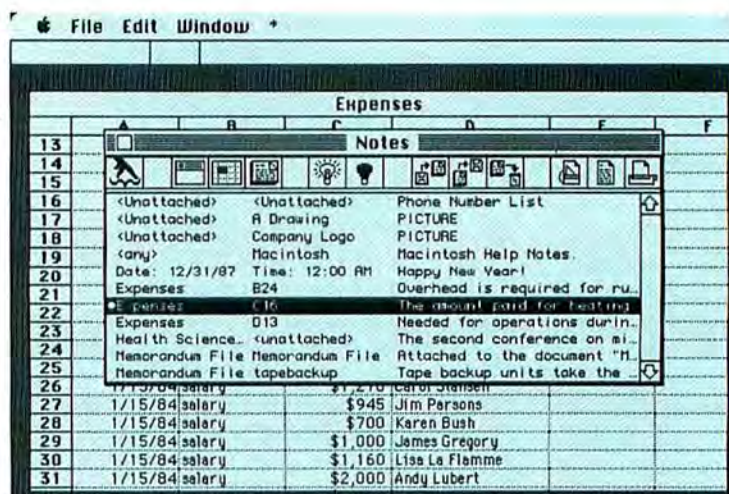 File Edit Window
Expenses
A B C D E F
Notes
13
14
15
16 <Unattached> <Unattached> Phone Number List
17 <Unattached> A Drawing PICTURE
18 <Unattached> Company Logo PICTURE
19 <any> Macintosh Macintosh Help Notes.
20 Date: 12/31/87 Time: 12:00 AM Happy New Year!
21 Expenses B24 Overhead is required for ru…
22 Expenses C16 The amount paid for heating
23 Expenses D13 Needed for operations durin…
24 Health Science… <unattached> The second conference on mi…
25 Memorandum File Memorandum File Attached to the document "M…
Memorandum File tapebackup Tape backup units take the …
26 1/15/84 salary $1,210 Carol
27 1/15/84 salary $945 Jim Parsons
28 1/15/84 salary $700 Karen Bush
29 1/15/84 salary $1,000 James Gregory
30 1/15/84 salary $1,160 Lisa La Flamme
31 1/15/84 salary $2,000 Andy Lubert